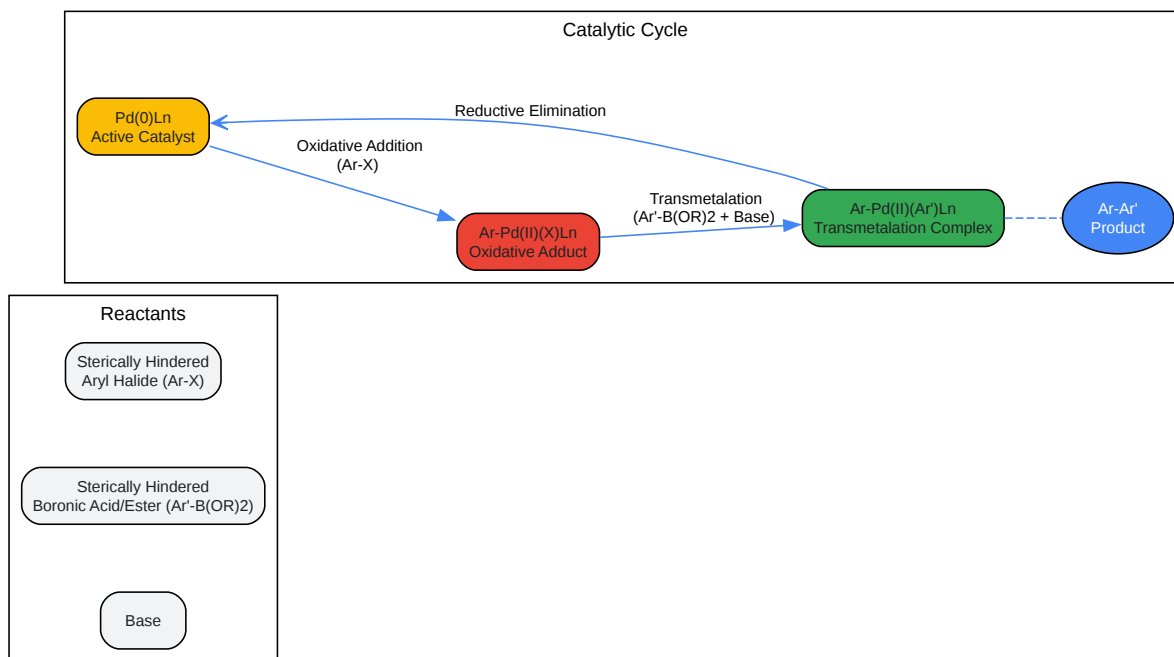 Catalytic Cycle
Pd(0)Ln
Active Catalyst
Reductive Elimination
Oxidative Addition
(Ar-X)
Ar-Pd(II)(X)Ln
Oxidative Adduct
Transmetalation
(Ar'-B(OR)2 + Base)
Ar-Pd(II)(Ar')Ln
Transmetalation Complex
Ar-Ar'
Product
Reactants
Sterically Hindered
Aryl Halide (Ar-X)
Sterically Hindered
Boronic Acid/Ester (Ar'-B(OR)2)
Base